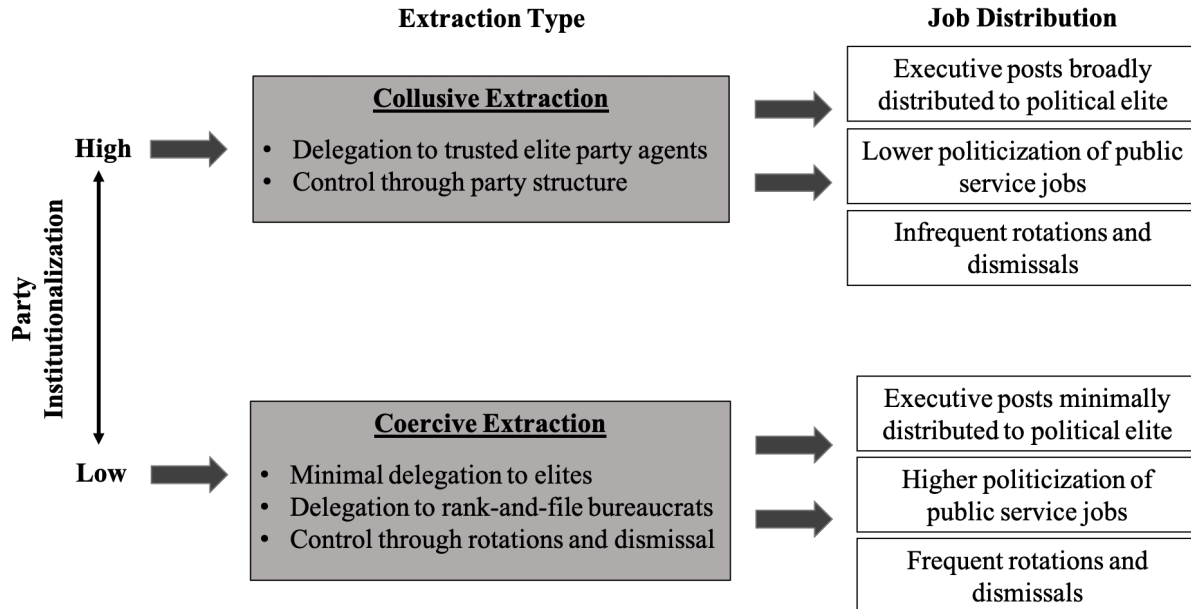 Extraction Type
Job Distribution
Party
Institutionalization
High
Collusive Extraction
• Delegation to trusted elite party agents
• Control through party structure
Executive posts broadly
distributed to political elite
Lower politicization of public
service jobs
Infrequent rotations and
dismissals
Low
Coercive Extraction
• Minimal delegation to elites
• Delegation to rank-and-file bureaucrats
• Control through rotations and dismissal
Executive posts minimally
distributed to political elite
Higher politicization of
public service jobs
Frequent rotations and
dismissals